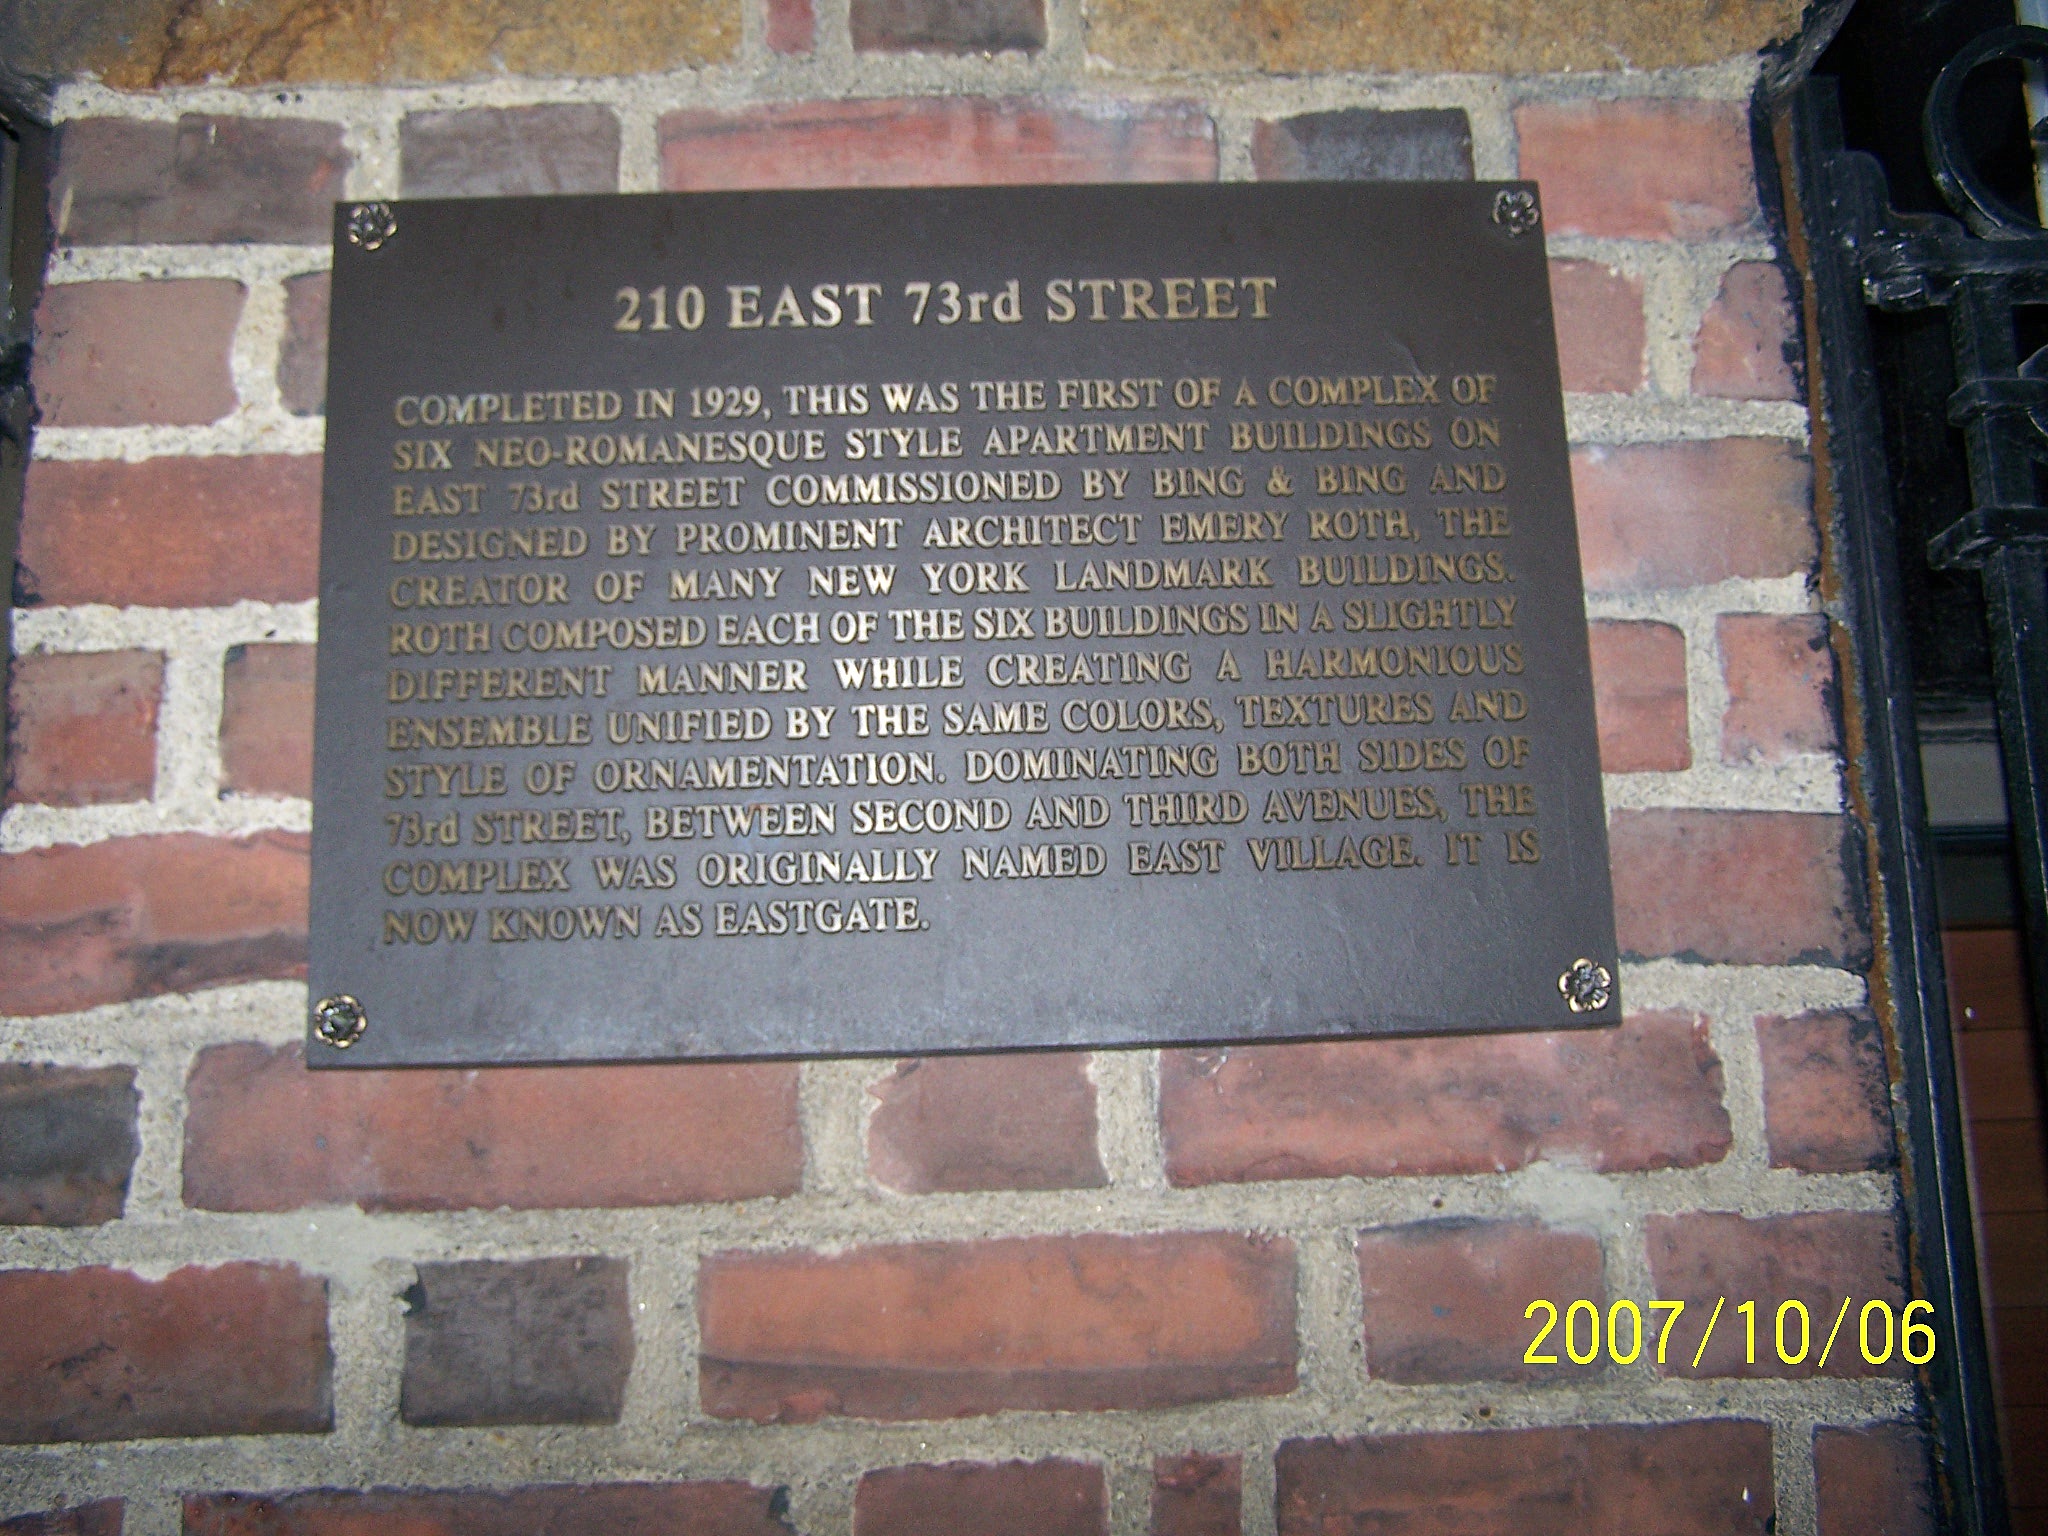 210 EAST 73rd STREET
COMPLETED IN 1929, THIS WAS THE FIRST OF A COMPLEX OF
SIX NEO-ROMANESQUE STYLE APARTMENT BUILDINGS ON
EAST 73rd STREET COMMISSIONED BY BING & BING AND
DESIGNED BY PROMINENT ARCHITECT EMERY ROTH, THE
CREATOR OF MANY NEW YORK LANDMARK BUILDINGS.
ROTH COMPOSED EACH OF THE SIX BUILDINGS IN A SLIGHTLY
DIFFERENT MANNER WHILE CREATING A HARMONIOUS
ENSEMBLE UNIFIED BY THE SAME COLORS, TEXTURES AND
STYLE OF ORNAMENTATION. DOMINATING BOTH SIDES OF
73rd STREET, BETWEEN SECOND AND THIRD AVENUES, THE
COMPLEX WAS ORIGINALLY NAMED EAST VILLAGE. IT IS
NOW KNOWN AS EASTGATE.
2007/10/06